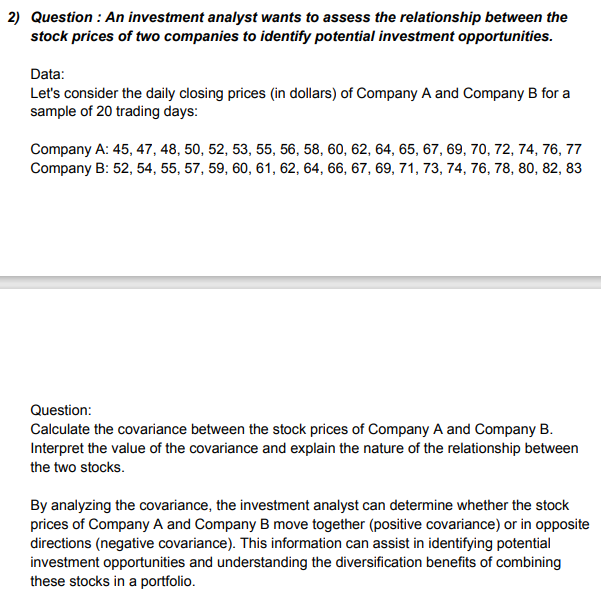 2) Question : An investment analyst wants to assess the relationship between the
stock prices of two companies to identify potential investment opportunities.
Data:
Let's consider the daily closing prices (in dollars) of Company A and Company B for a
sample of 20 trading days:
Company A: 45, 47, 48, 50, 52, 53, 55, 56, 58, 60, 62, 64, 65, 67, 69, 70, 72, 74, 76, 77
Company B: 52, 54, 55, 57, 59, 60, 61, 62, 64, 66, 67, 69, 71, 73, 74, 76, 78, 80, 82, 83
Question:
Calculate the covariance between the stock prices of Company A and Company B.
Interpret the value of the covariance and explain the nature of the relationship between
the two stocks.
By analyzing the covariance, the investment analyst can determine whether the stock
prices of Company A and Company B move together (positive covariance) or in opposite
directions (negative covariance). This information can assist in identifying potential
investment opportunities and understanding the diversification benefits of combining
these stocks in a portfolio.